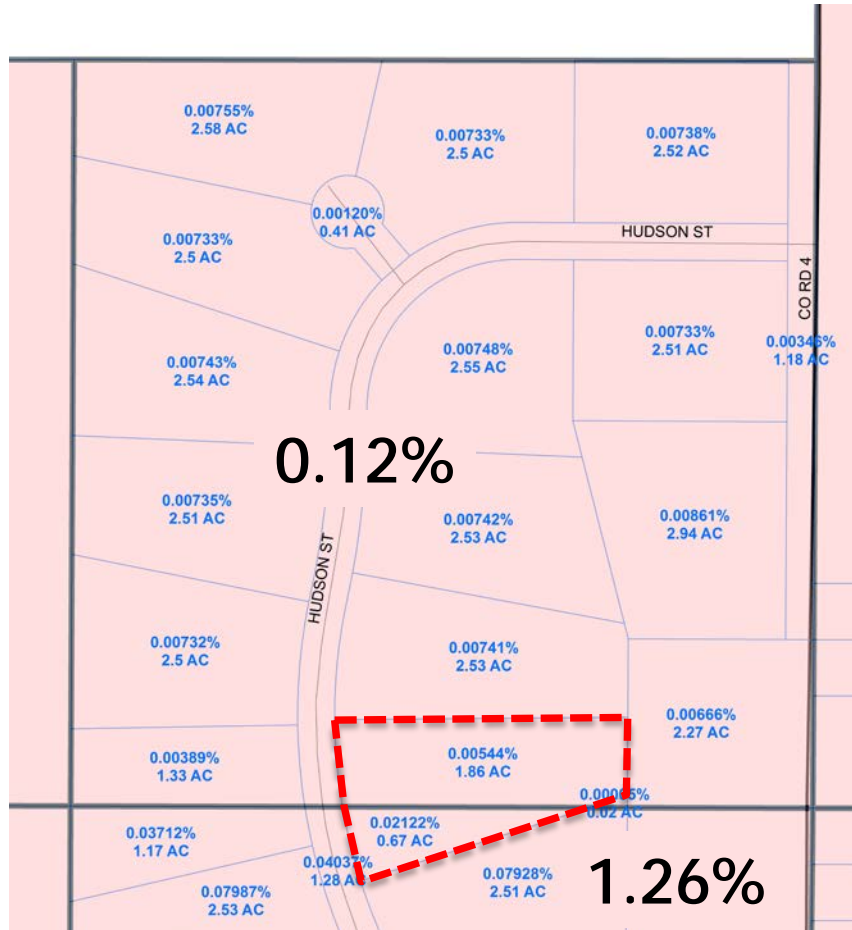 0.00755%
2.58 AC
0.00733%
2.5 AC
0.00738%
2.52 AC
0.00120%
0.41 AC
HUDSON ST
0.00733%
2.5 AC
CO RD 4
0.00743%
2.54 AC
0.00748%
2.55 AC
0.00733%
2.51 AC
0.00346%
1.18 AC
0.12%
0.00735%
2.51 AC
0.00742%
2.53 AC
0.00861%
2.94 AC
HUDSON ST
0.00732%
2.5 AC
0.00741%
2.53 AC
0.00666%
2.27 AC
0.00389%
1.33 AC
0.00544%
1.86 AC
0.02 AC
0.03712%
1.17 AC
0.02122%
0.67 AC
0.04037%
1.28 AC
0.07987%
2.53 AC
0.07928%
2.51 AC
1.26%